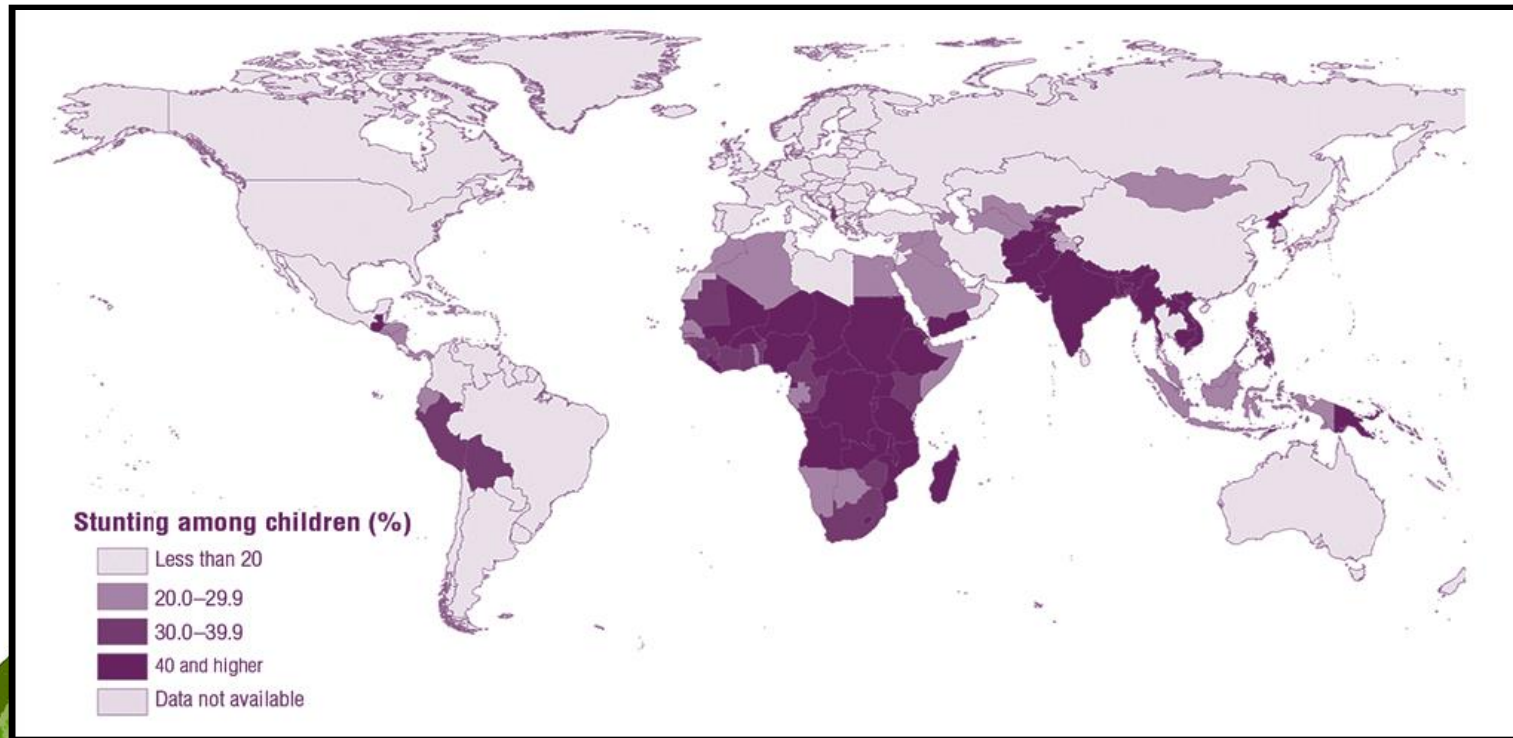 Stunting among children (%)
Less than 20
20.0–29.9
30.0–39.9
40 and higher
Data not available